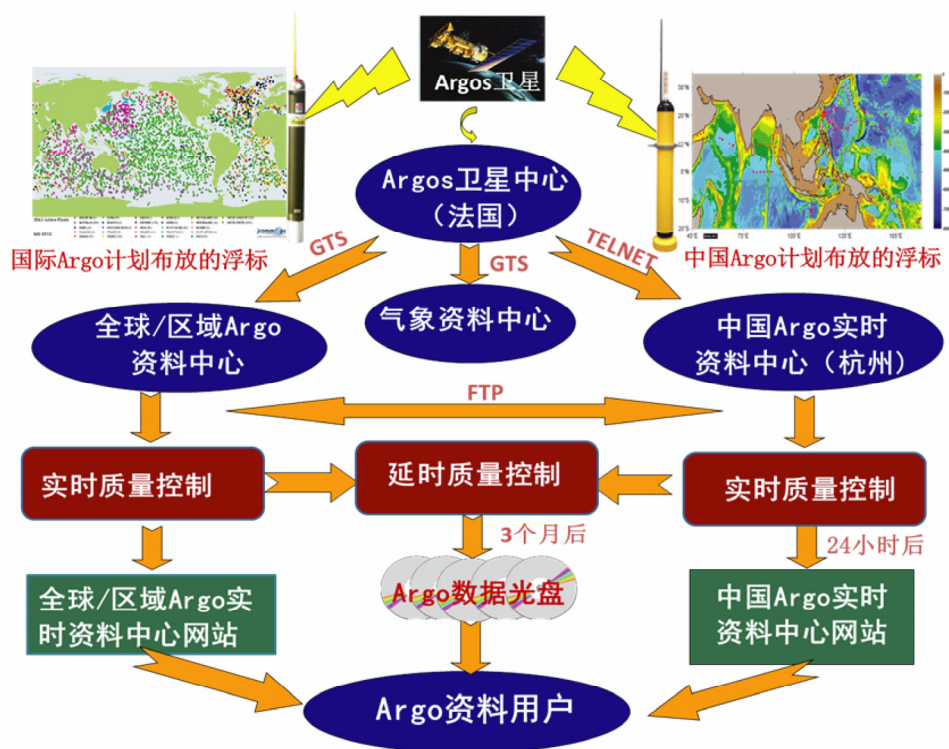 Argos卫星
Argos卫星中心
（法国）
国际Argo计划布放的浮标
中国Argo计划布放的浮标
GTS
GTS
TELNET
全球/区域Argo
资料中心
气象资料中心
中国Argo实时
资料中心（杭州）
FTP
实时质量控制
延时质量控制
实时质量控制
3个月后
24小时后
全球/区域Argo实
时资料中心网站
Argo数据光盘
中国Argo实时
资料中心网站
Argo资料用户